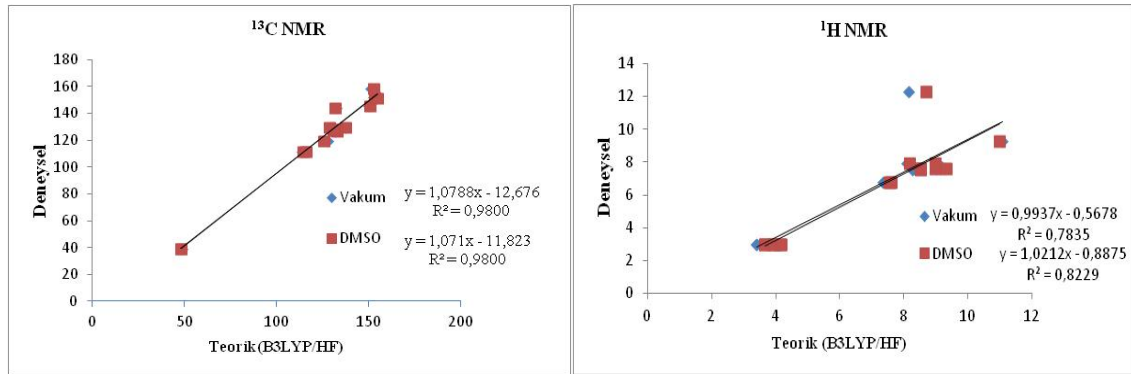 ¹³C NMR
180
160
140
120
100
80
60
40
20
0
Deneysel
Vakum
y = 1,0788x - 12,676
R² = 0,9800
DMSO
y = 1,071x - 11,823
R² = 0,9800
0 50 100 150 200
Teorik (B3LYP/HF)
¹H NMR
14
12
10
8
6
4
2
0
Deneysel
Vakum
y = 0,9937x - 0,5678
R² = 0,7835
DMSO
y = 1,0212x - 0,8875
R² = 0,8229
0 2 4 6 8 10 12
Teorik (B3LYP/HF)